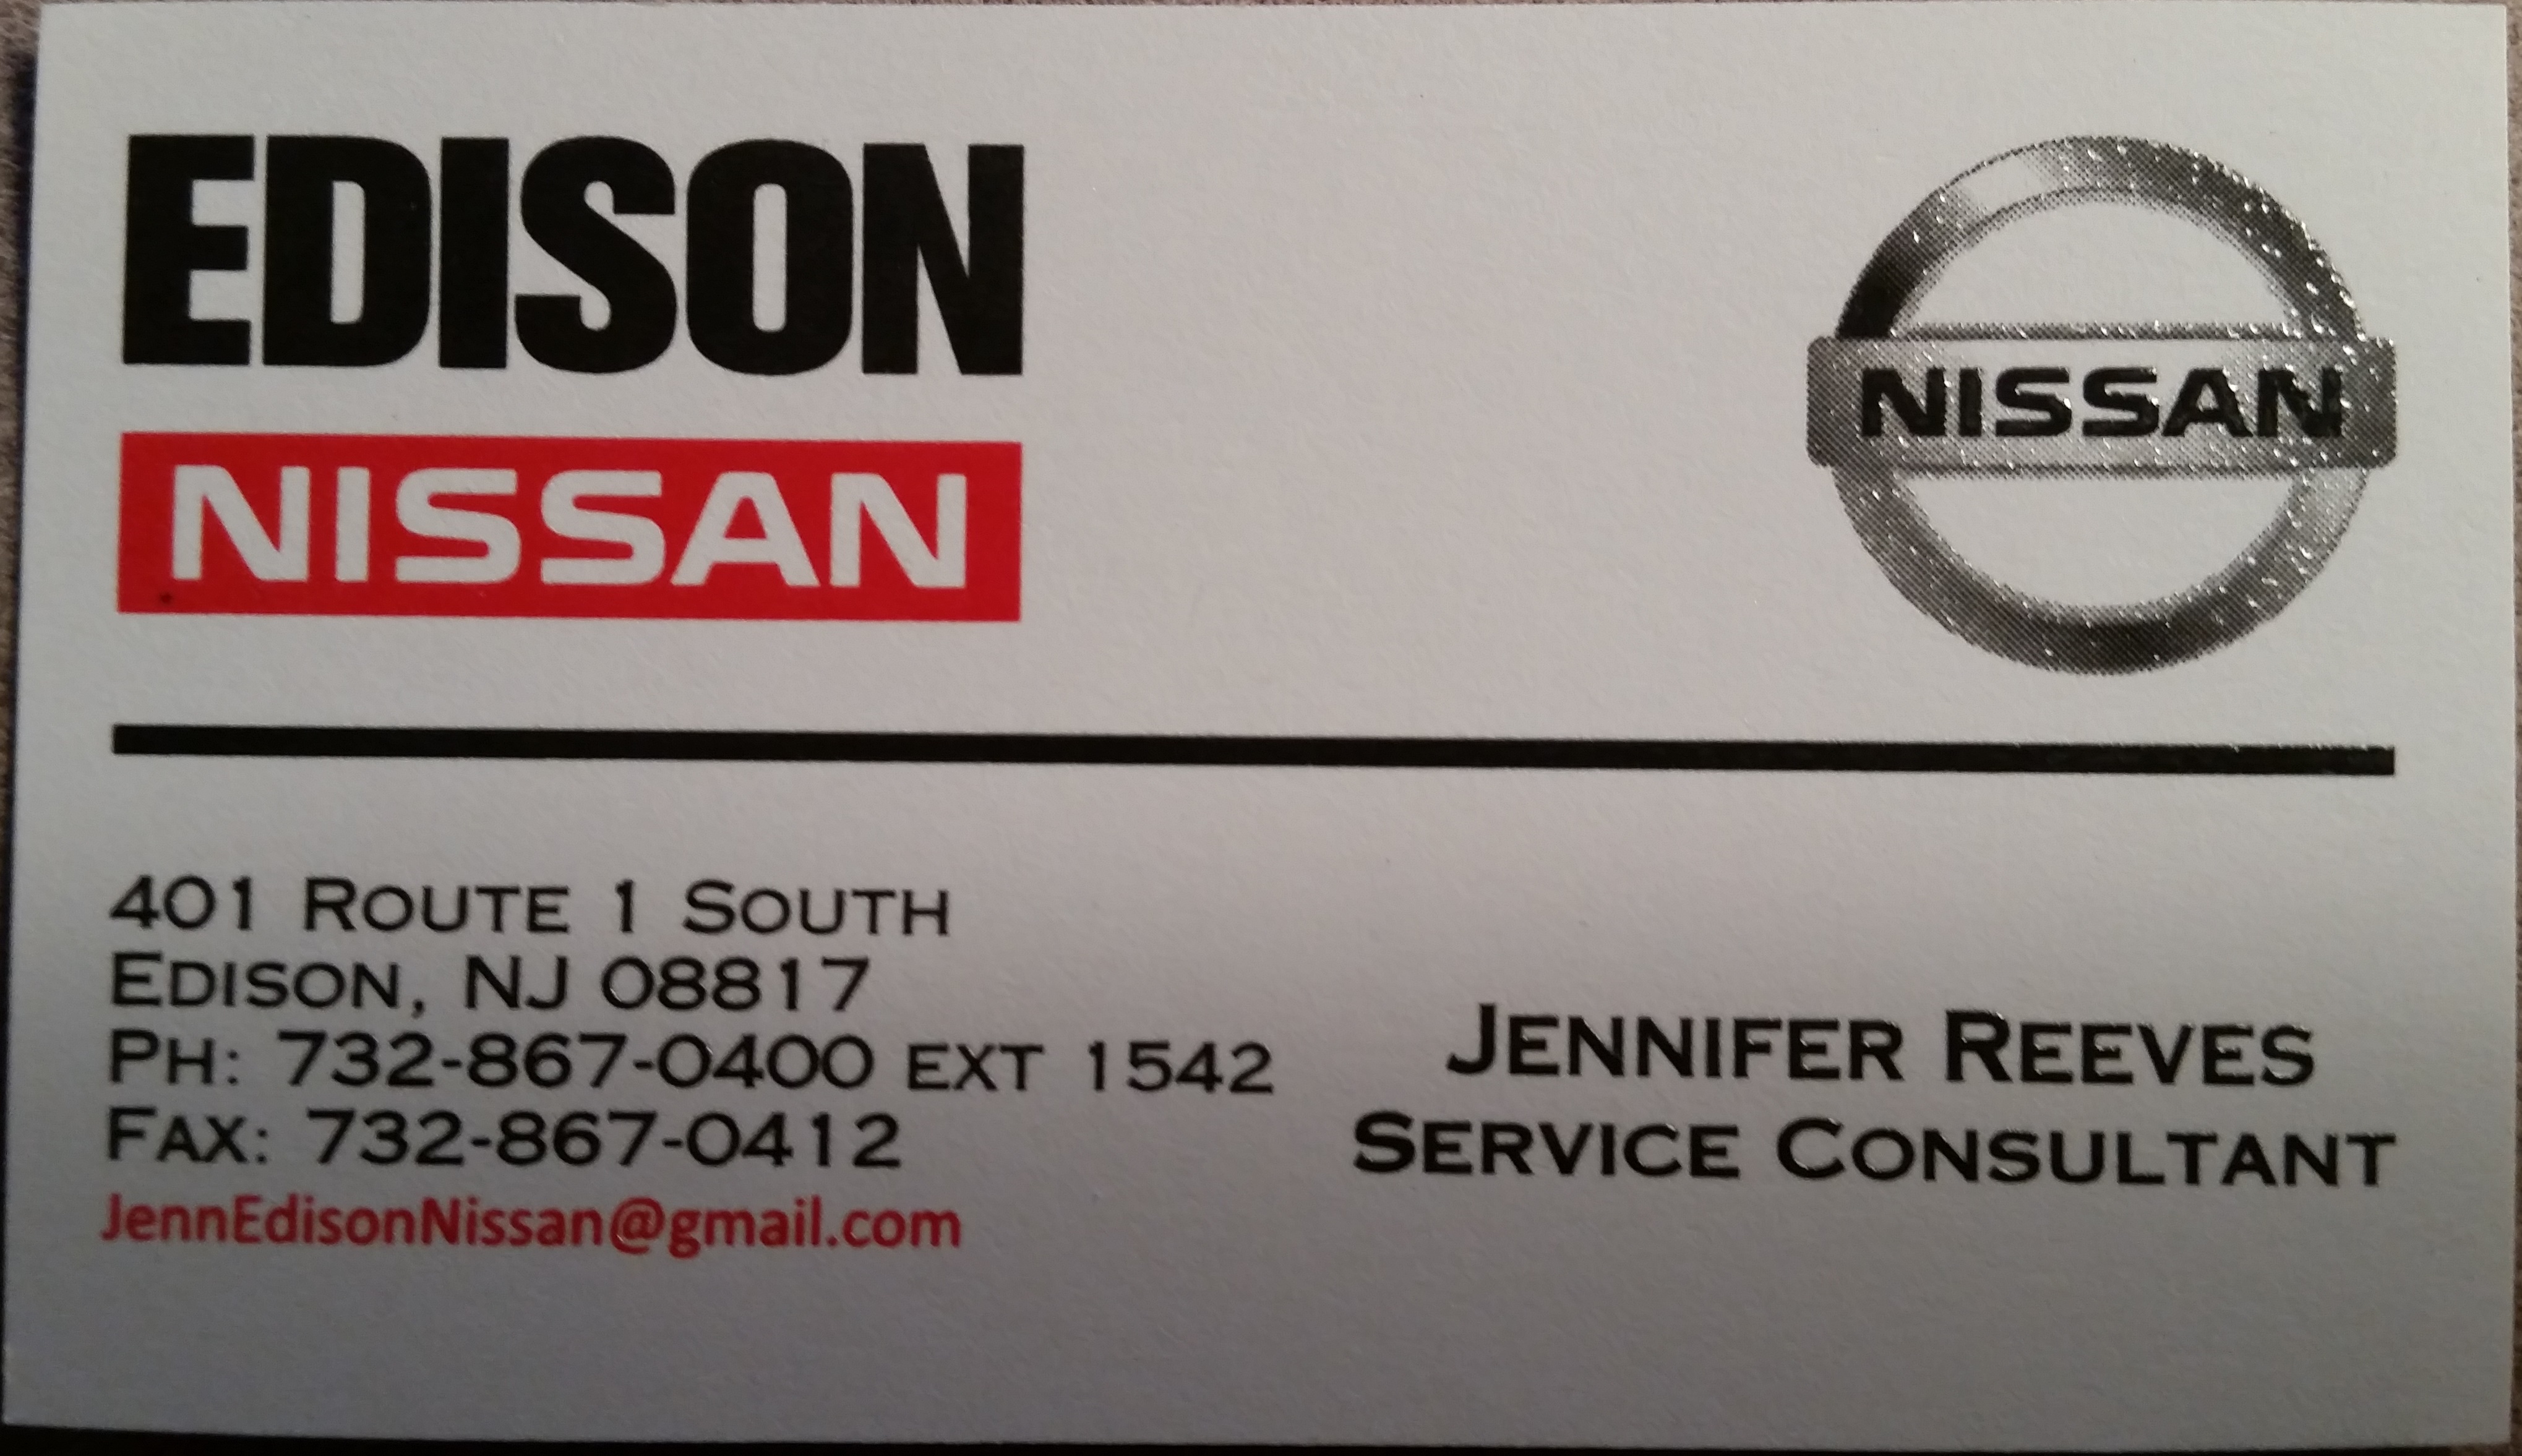 EDISON
NISSAN
NISSAN
401 ROUTE 1 SOUTH
EDISON, NJ 08817
PH: 732-867-0400 EXT 1542
FAX: 732-867-0412
JennEdisonNissan@gmail.com
JENNIFER REEVES
SERVICE CONSULTANT